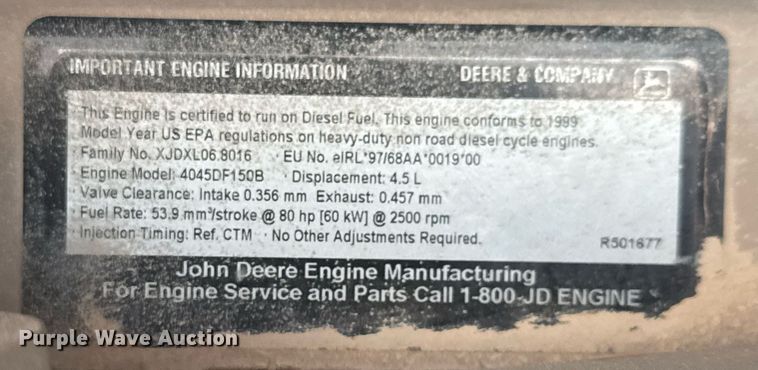 IMPORTANT ENGINE INFORMATION DEERE & COMPANY
This Engine is certified to run on Diesel Fuel. This engine conforms to 1999
Model Year US EPA regulations on heavy-duty non road diesel cycle engines.
· Family No. XJDXL06.8016 · EU No. eIRL*97/68AA*0019*00
· Engine Model: 4045DF150B · Displacement: 4.5 L
· Valve Clearance: Intake 0.356 mm Exhaust: 0.457 mm
· Fuel Rate: 53.9 mm³/stroke @ 80 hp [60 kW] @ 2500 rpm
· Injection Timing: Ref. CTM · No Other Adjustments Required. R501677
John Deere Engine Manufacturing
For Engine Service and Parts Call 1-800-JD ENGINE
Purple Wave Auction